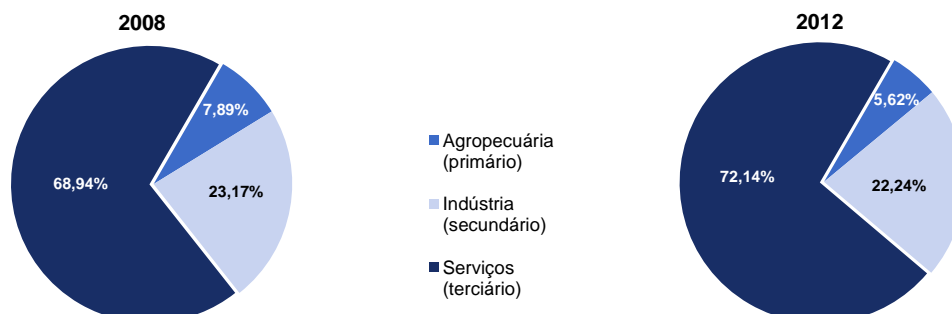 2008
7,89%
68,94%
23,17%
Agropecuária
(primário)
Indústria
(secundário)
Serviços
(terciário)
2012
5,62%
72,14%
22,24%